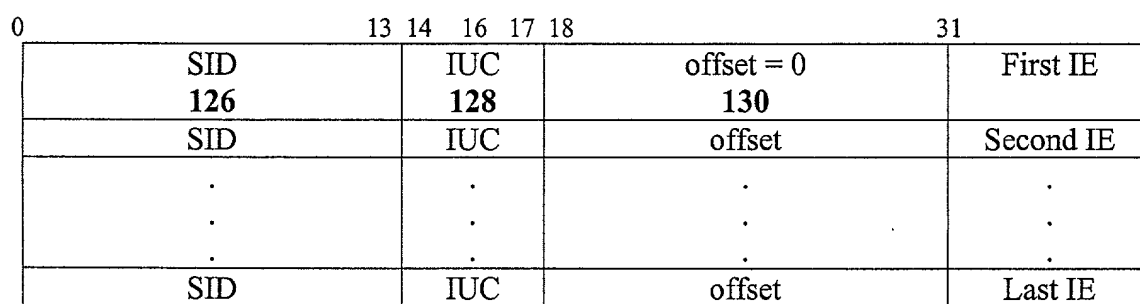 0 13 14 16 17 18 31
SID IUC offset = 0 First IE
126 128 130
SID IUC offset Second IE
. . . .
. . . .
. . . .
SID IUC offset Last IE